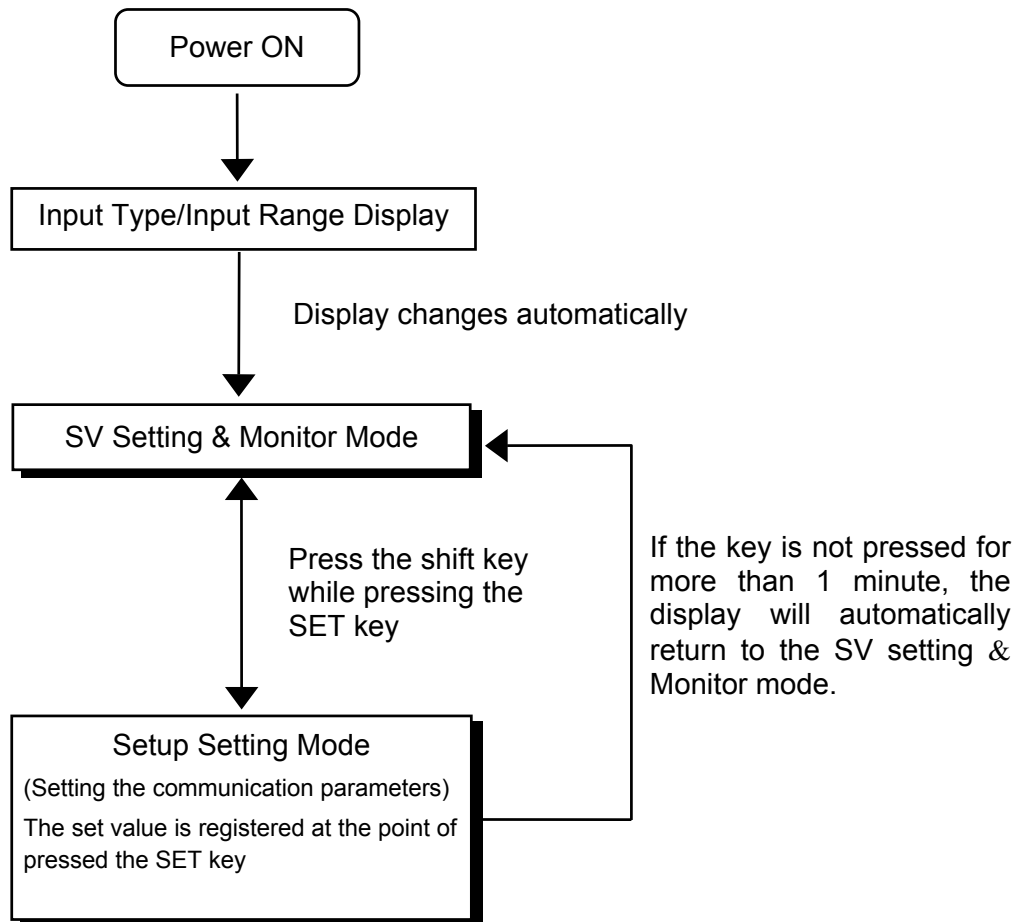 Power ON
Input Type/Input Range Display
Display changes automatically
SV Setting & Monitor Mode
Press the shift key
while pressing the
SET key
If the key is not pressed for
more than 1 minute, the
display will automatically
return to the SV setting &
Monitor mode.
Setup Setting Mode
(Setting the communication parameters)
The set value is registered at the point of
pressed the SET key